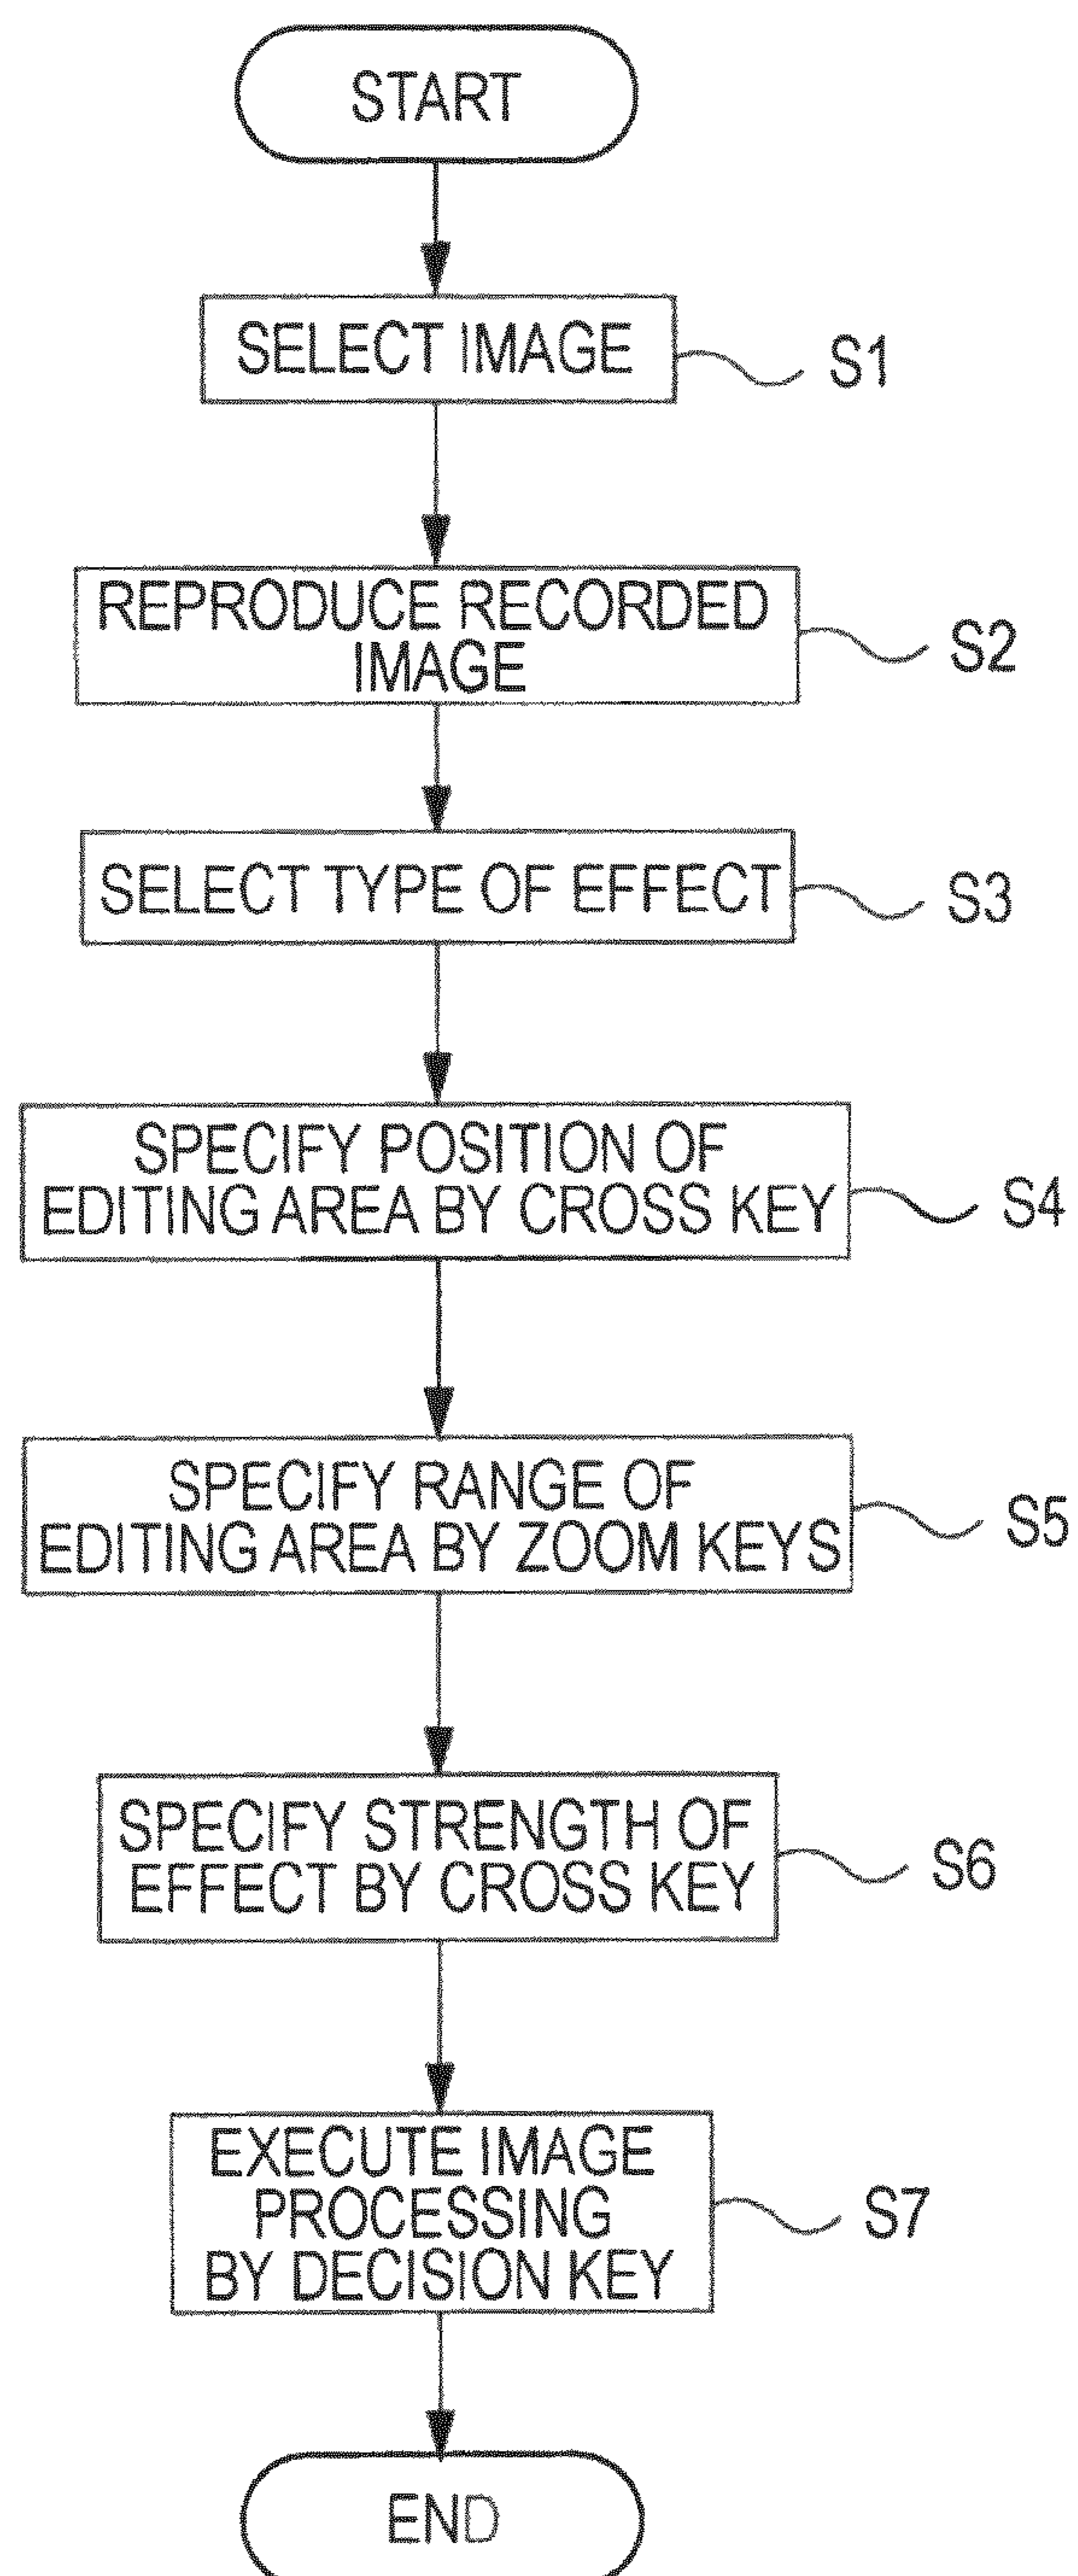 START
SELECT IMAGE
S1
REPRODUCE RECORDED
IMAGE
S2
SELECT TYPE OF EFFECT
S3
SPECIFY POSITION OF
EDITING AREA BY CROSS KEY
S4
SPECIFY RANGE OF
EDITING AREA BY ZOOM KEYS
S5
SPECIFY STRENGTH OF
EFFECT BY CROSS KEY
S6
EXECUTE IMAGE
PROCESSING
BY DECISION KEY
S7
END